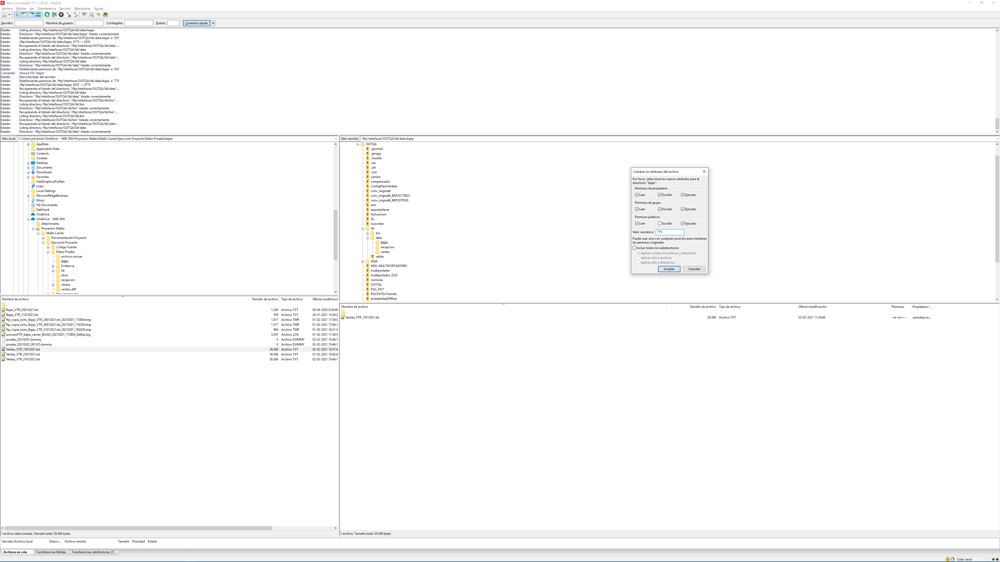 sftp://usroutqa@172.17.226.24 - FileZilla
Archivo Edición Ver Transferencia Servidor Marcadores Ayuda
Servidor: Nombre de usuario: Contraseña: Puerto: Conexión rápida
Estado: Listing directory /ftp/interfaces/OUTQA/ldi/data/bajas
Estado: Directorio "/ftp/interfaces/OUTQA/ldi/data/bajas" listado correctamente
Estado: Estableciendo permisos de '/ftp/interfaces/OUTQA/ldi/data/bajas' a '555'
Estado: /ftp/interfaces/OUTQA/ldi/data/bajas: 0775 -> 0555
Estado: Recuperando el listado del directorio "/ftp/interfaces/OUTQA/ldi/data"...
Estado: Listing directory /ftp/interfaces/OUTQA/ldi/data
Estado: Directorio "/ftp/interfaces/OUTQA/ldi/data" listado correctamente
Estado: Recuperando el listado del directorio "/ftp/interfaces/OUTQA/ldi/data"...
Estado: Listing directory /ftp/interfaces/OUTQA/ldi/data
Estado: Directorio "/ftp/interfaces/OUTQA/ldi/data" listado correctamente
Estado: Estableciendo permisos de '/ftp/interfaces/OUTQA/ldi/data/bajas' a '555'
Comando: chmod 555 "bajas"
Estado: Desconectado del servidor
Estado: Estableciendo permisos de '/ftp/interfaces/OUTQA/ldi/data/bajas' a '775'
Estado: /ftp/interfaces/OUTQA/ldi/data/bajas: 0555 -> 0775
Estado: Recuperando el listado del directorio "/ftp/interfaces/OUTQA/ldi/data"...
Estado: Listing directory /ftp/interfaces/OUTQA/ldi/data
Estado: Directorio "/ftp/interfaces/OUTQA/ldi/data" listado correctamente
Estado: Recuperando el listado del directorio "/ftp/interfaces/OUTQA/ldi/bin"...
Estado: Listing directory /ftp/interfaces/OUTQA/ldi/bin
Estado: Directorio "/ftp/interfaces/OUTQA/ldi/bin" listado correctamente
Estado: Recuperando el listado del directorio "/ftp/interfaces/OUTQA/ldi/bin"...
Estado: Listing directory /ftp/interfaces/OUTQA/ldi/bin
Estado: Directorio "/ftp/interfaces/OUTQA/ldi/bin" listado correctamente
Estado: Recuperando el listado del directorio "/ftp/interfaces/OUTQA/ldi/data"...
Estado: Listing directory /ftp/interfaces/OUTQA/ldi/data
Estado: Directorio "/ftp/interfaces/OUTQA/ldi/data" listado correctamente
Sitio local: C:\Users\jsilvamar\OneDrive - 160K SPA\Proyectos Mallas\Malla Carrier\Ejecución Proyecto\Datos Prueba\bajas\
AppData
Application Data
Contacts
Cookies
Desktop
Documents
Downloads
Favorites
IntelGraphicsProfiles
Links
Local Settings
MicrosoftEdgeBackups
Music
My Documents
NetHood
OneDrive
OneDrive - 160K SPA
Attachments
Proyectos Mallas
Malla Carrier
Documentación Proyecto
Ejecución Proyecto
Código Fuente
Datos Prueba
archivos revisar
bajas
Evidencia
ldi
otros
recepcion
ventas
ventas_diff
Documentación
Nombre de archivo Tamaño de archivo Tipo de archivo Última modificació
..
Bajas_VTR_05012021.txt 1.209 Archivo TXT 09-04-2020 0:30:00
Bajas_VTR_11012021.txt 559 Archivo TXT 28-01-2021 15:29:2
ftp_copia_echo_Bajas_VTR_28012021.txt_20210201_173804.tmp 1.017 Archivo TMP 01-02-2021 17:39:3
ftp_copia_echo_Bajas_VTR_30012021.txt_20210201_174336.tmp 1.017 Archivo TMP 01-02-2021 17:44:1
ftp_copia_echo_Bajas_VTR_31012021.txt_20210201_182028.tmp 994 Archivo TMP 01-02-2021 18:21:5
procesoFTP_bajas_carrier_BAJAS_20210201_173804_DetEje.log 5.055 Archivo LOG 01-02-2021 17:38:5
prueba_20210201.dummy 0 Archivo DUMMY 02-02-2021 10:46:1
prueba_20210202_091325.dummy 0 Archivo DUMMY 02-02-2021 10:46:1
Ventas_VTR_13012021.txt 38.568 Archivo TXT 02-02-2021 10:37:4
Ventas_VTR_25012021.txt 38.568 Archivo TXT 01-02-2021 19:42:0
Ventas_VTR_31012021.txt 38.568 Archivo TXT 02-02-2021 10:46:1
1 archivo seleccionado. Tamaño total: 38.568 bytes
Sitio remoto: /ftp/interfaces/OUTQA/ldi/data/bajas
OUTQA
.gnome2
.gnupg
.mozilla
.sec
.ssh
.vim
carriers
compensador
ConfigPlanValidate
conv_migradb
conv_migradb_BKP20170823
conv_migradb_BKP2070526
eim
exportarllaver
facturacion
GL
Isuscriber
ldi
bin
data
bajas
recepcion
ventas
salida
ldiab
MUL-MULTIPORTADORES
multiportador
multiportador_OLD
nominas
OUTQA
PAC_PAT
PACPATEnTramite
portabilidadOffline
Nombre de archivo Tamaño de archivo Tipo de archivo Última modificación Permisos Propietario/...
..
Ventas_VTR_13012021.txt 38.568 Archivo TXT 02-02-2021 11:24:48 -rw-rw-r-- usroutqa us...
1 archivo. Tamaño total: 38.568 bytes
Cambiar los atributos del archivo
Por favor, seleccione los nuevos atributos para el
directorio "bajas".
Permisos de propietario
Leer Escribir Ejecutar
Permisos de grupo
Leer Escribir Ejecutar
Permisos públicos
Leer Escribir Ejecutar
Valor numérico: 775
Puede usar una x en cualquier posición para mantener
los permisos originales.
Incluir todos los subdirectorios
Aplicar a todos los archivos y directorios
Aplicar sólo a archivos
Aplicar sólo a directorios
Aceptar Cancelar
Servidor/Archivo local Direcci... Archivo remoto Tamaño Prioridad Estado
Archivos en cola Transferencias fallidas Transferencias satisfactorias (7)
Cola: vacía